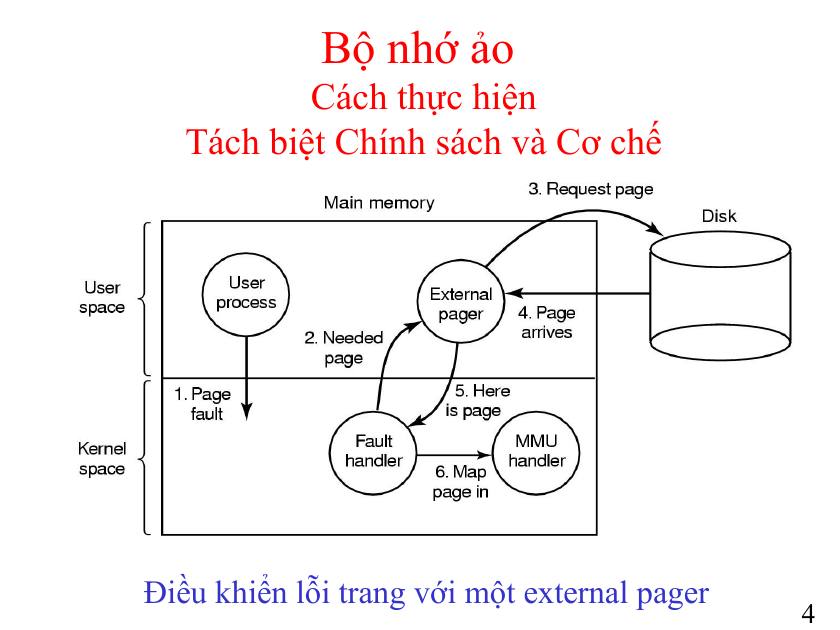 Bộ nhớ ảo
Cách thực hiện
Tách biệt Chính sách và Cơ chế
3. Request page
Main memory
Disk
User
space
User
process
External
pager
4. Page
arrives
2. Needed
page
1. Page
fault
5. Here
is page
Kernel
space
Fault
handler
MMU
handler
6. Map
page in
Điều khiển lỗi trang với một external pager
4